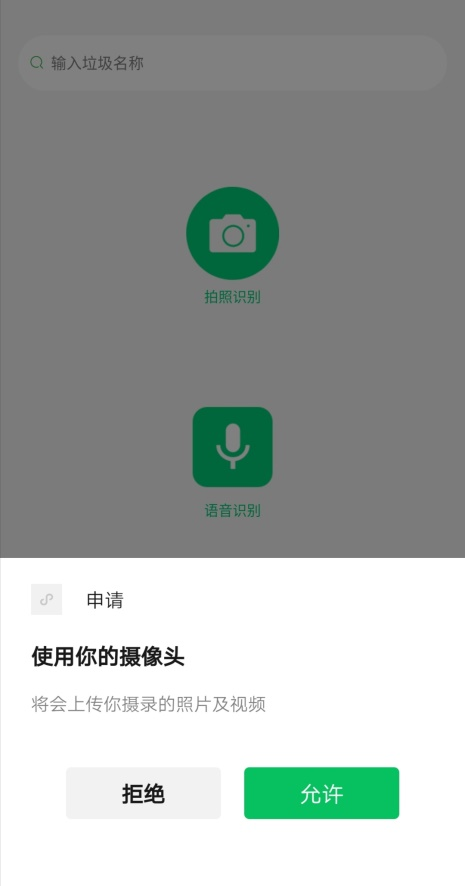 输入垃圾名称
拍照识别
语音识别
申请
使用你的摄像头
将会上传你摄录的照片及视频
拒绝
允许